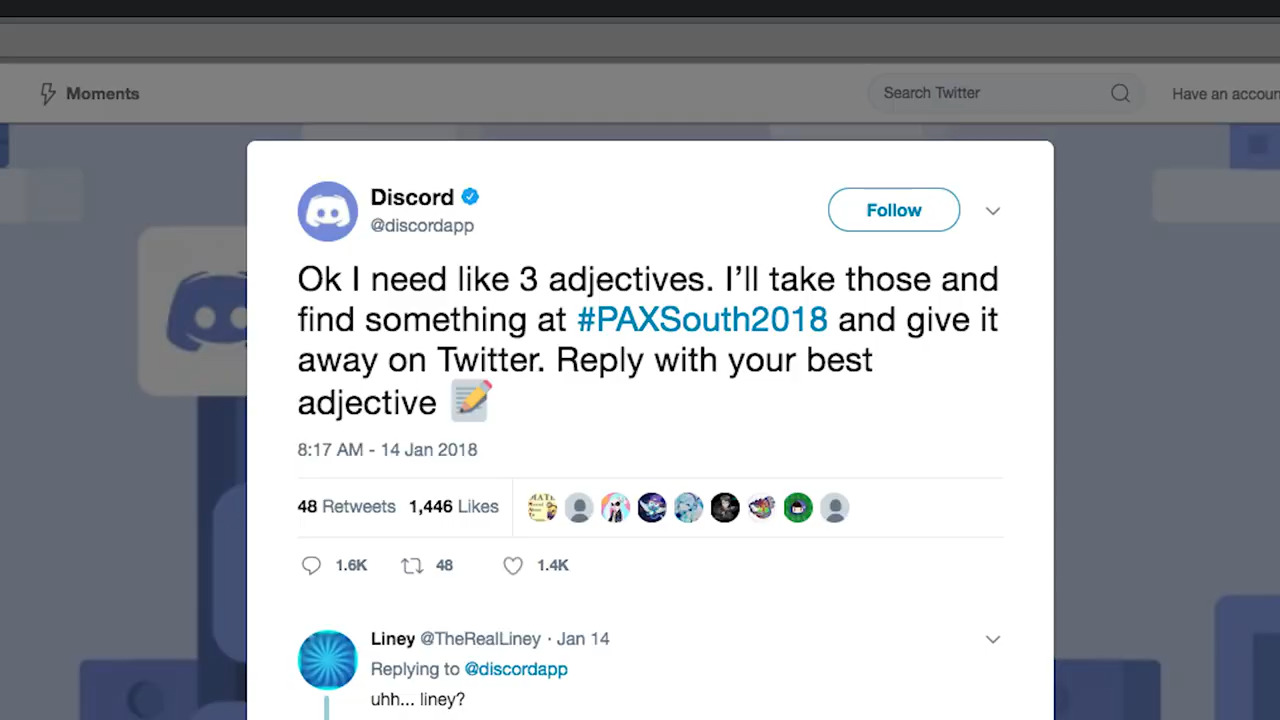 Moments
Search Twitter
Have an accoun
Discord
@discordapp
Follow
Ok I need like 3 adjectives. I’ll take those and
find something at #PAXSouth2018 and give it
away on Twitter. Reply with your best
adjective 📝
8:17 AM - 14 Jan 2018
48 Retweets 1,446 Likes
1.6K 48 1.4K
Liney @TheRealLiney · Jan 14
Replying to @discordapp
uhh... liney?